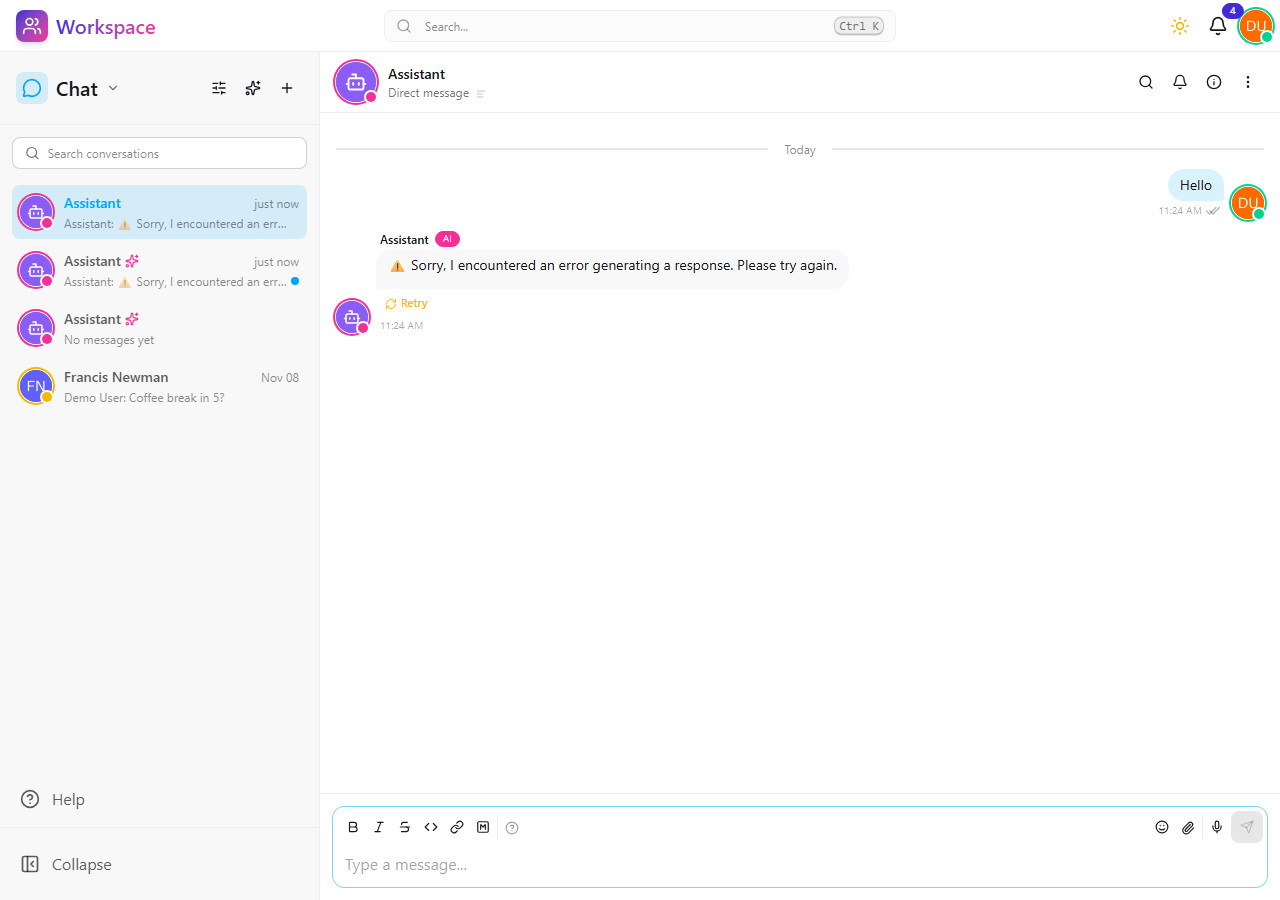 Workspace
Search...
Ctrl K
4
DU
Chat
Search conversations
Assistant
just now
Assistant: ⚠️ Sorry, I encountered an err...
Assistant
just now
Assistant: ⚠️ Sorry, I encountered an err...
Assistant
No messages yet
FN
Francis Newman
Nov 08
Demo User: Coffee break in 5?
Help
Collapse
Assistant
Direct message
Today
Hello
11:24 AM
DU
Assistant AI
⚠️ Sorry, I encountered an error generating a response. Please try again.
Retry
11:24 AM
Type a message...